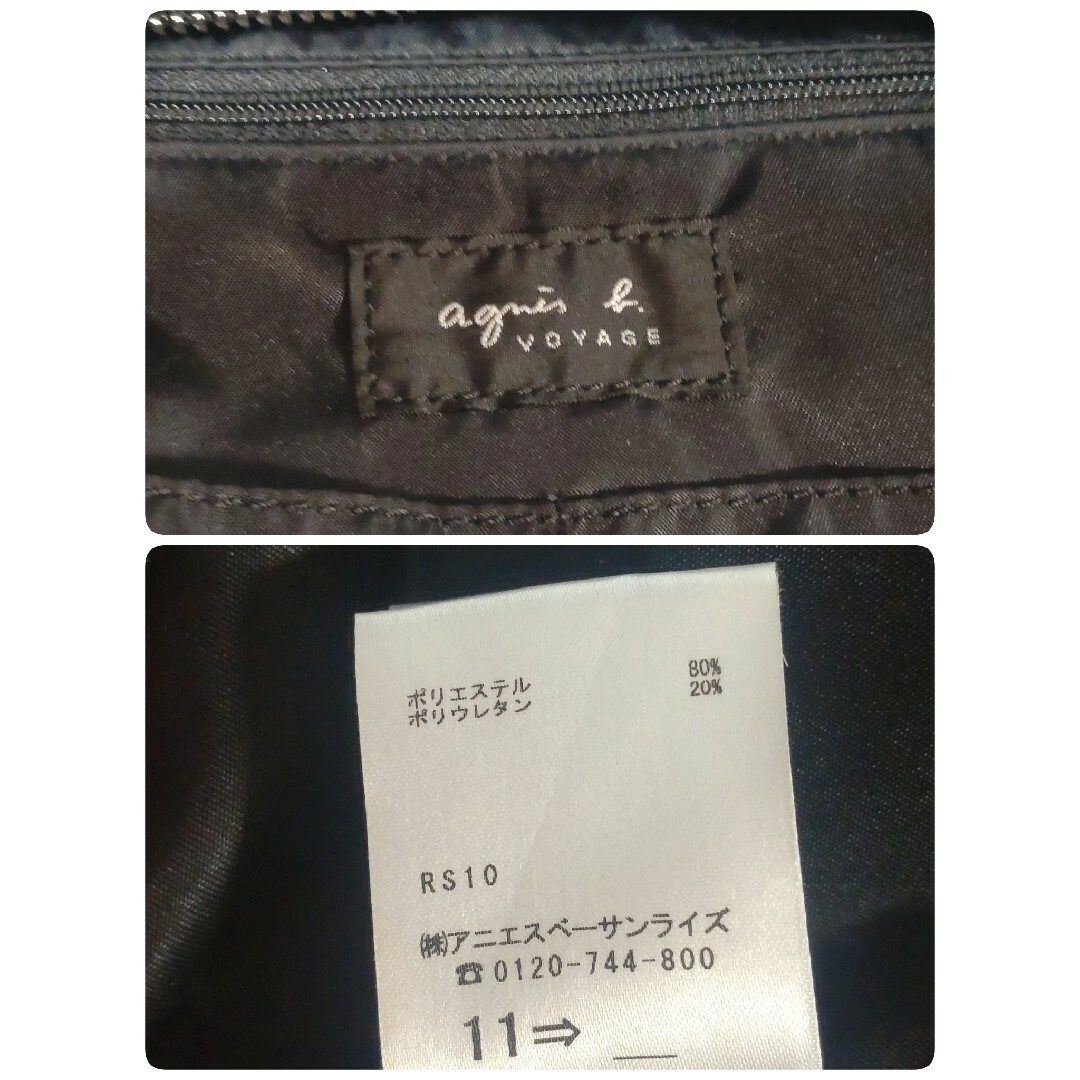 agnès b.
VOYAGE
ポリエステル 80%
ポリウレタン 20%
RS10
㈱アニエスベーサンライズ
☎0120-744-800
11⇒ __